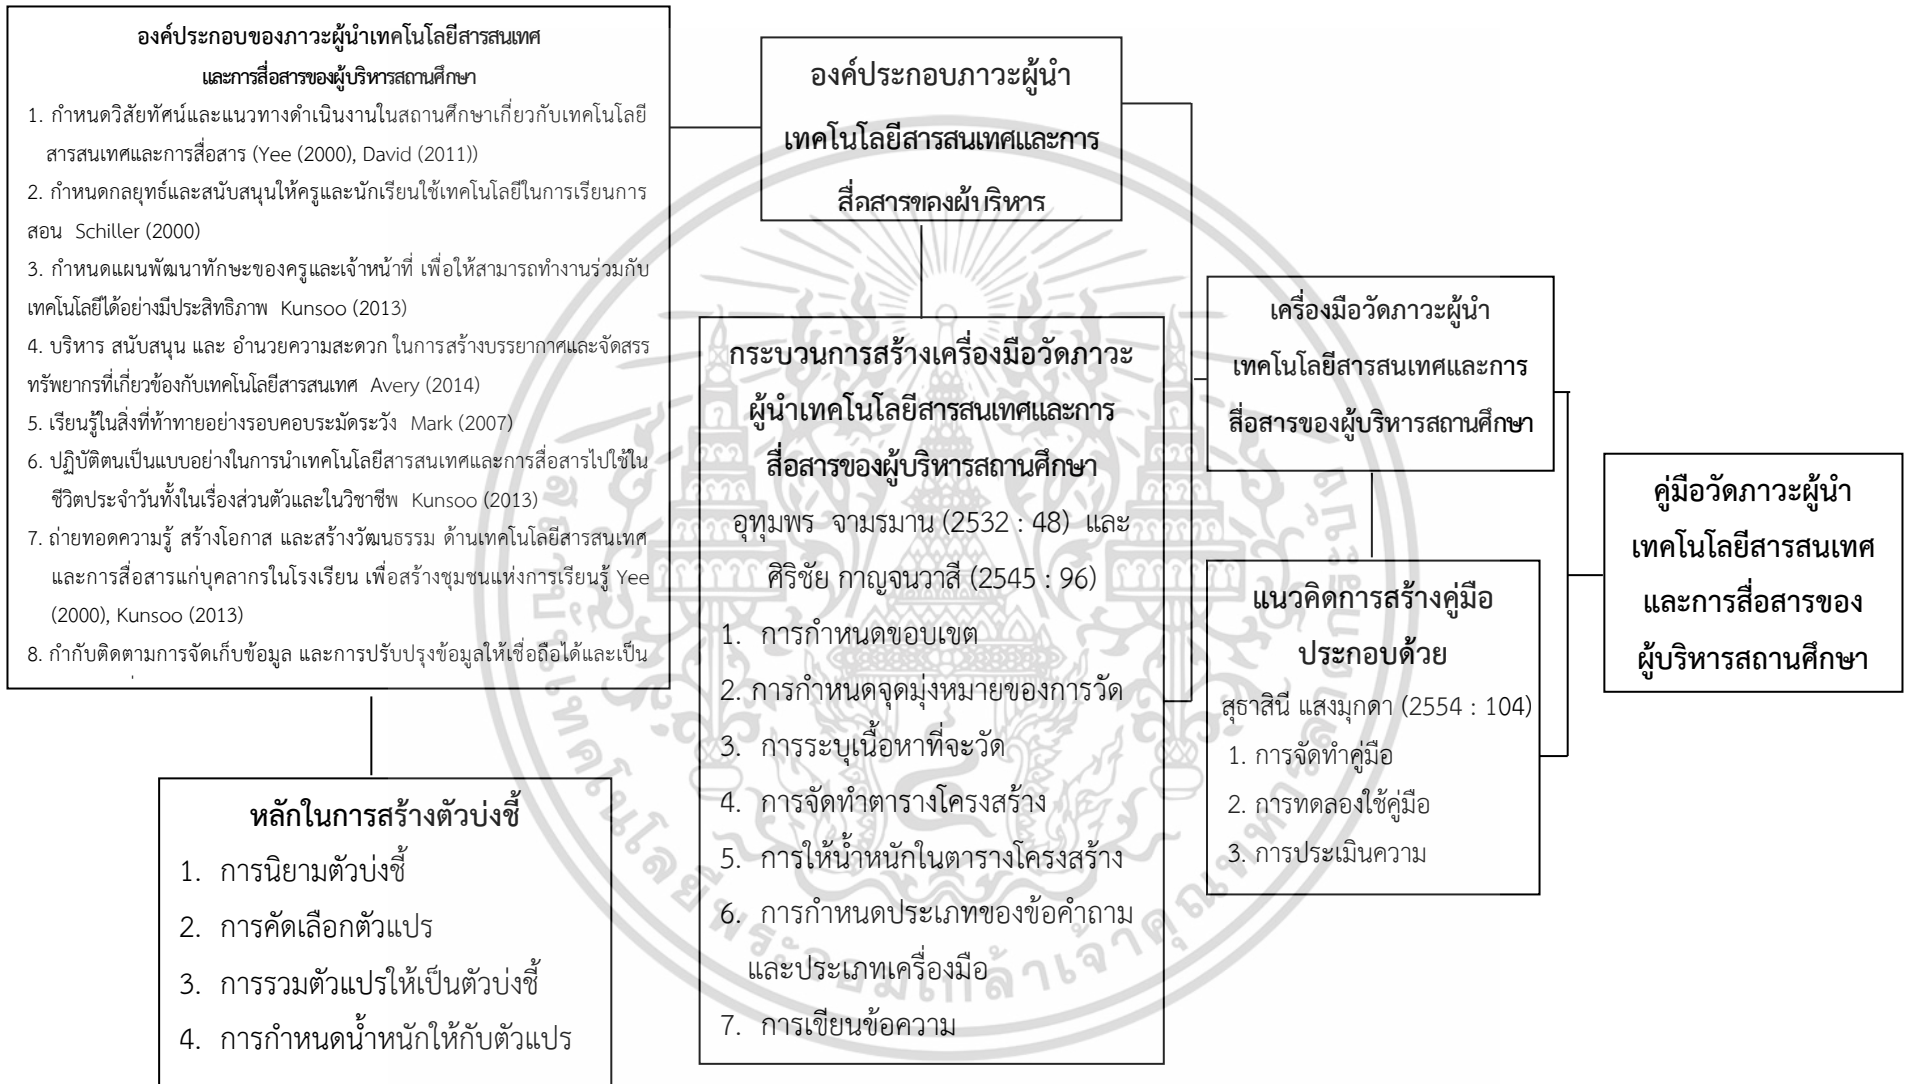 องค์ประกอบของภาวะผู้นำเทคโนโลยีสารสนเทศ
และการสื่อสารของผู้บริหารสถานศึกษา
1. กำหนดวิสัยทัศน์และแนวทางดำเนินงานในสถานศึกษาเกี่ยวกับเทคโนโลยี
สารสนเทศและการสื่อสาร (Yee (2000), David (2011))
2. กำหนดกลยุทธ์และสนับสนุนให้ครูและนักเรียนใช้เทคโนโลยีในการเรียนการ
สอน Schiller (2000)
3. กำหนดแผนพัฒนาทักษะของครูและเจ้าหน้าที่ เพื่อให้สามารถทำงานร่วมกับ
เทคโนโลยีได้อย่างมีประสิทธิภาพ Kunsoo (2013)
4. บริหาร สนับสนุน และ อำนวยความสะดวก ในการสร้างบรรยากาศและจัดสรร
ทรัพยากรที่เกี่ยวข้องกับเทคโนโลยีสารสนเทศ Avery (2014)
5. เรียนรู้ในสิ่งที่ท้าทายอย่างรอบคอบระมัดระวัง Mark (2007)
6. ปฏิบัติตนเป็นแบบอย่างในการนำเทคโนโลยีสารสนเทศและการสื่อสารไปใช้ใน
ชีวิตประจำวันทั้งในเรื่องส่วนตัวและในวิชาชีพ Kunsoo (2013)
7. ถ่ายทอดความรู้ สร้างโอกาส และสร้างวัฒนธรรม ด้านเทคโนโลยีสารสนเทศ
และการสื่อสารแก่บุคลากรในโรงเรียน เพื่อสร้างชุมชนแห่งการเรียนรู้ Yee
(2000), Kunsoo (2013)
8. กำกับติดตามการจัดเก็บข้อมูล และการปรับปรุงข้อมูลให้เชื่อถือได้และเป็น
หลักในการสร้างตัวบ่งชี้
1. การนิยามตัวบ่งชี้
2. การคัดเลือกตัวแปร
3. การรวมตัวแปรให้เป็นตัวบ่งชี้
4. การกำหนดน้ำหนักให้กับตัวแปร
องค์ประกอบภาวะผู้นำ
เทคโนโลยีสารสนเทศและการ
สื่อสารของผู้บริหาร
กระบวนการสร้างเครื่องมือวัดภาวะ
ผู้นำเทคโนโลยีสารสนเทศและการ
สื่อสารของผู้บริหารสถานศึกษา
อุทุมพร จามรมาน (2532 : 48) และ
ศิริชัย กาญจนวาสี (2545 : 96)
1. การกำหนดขอบเขต
2. การกำหนดจุดมุ่งหมายของการวัด
3. การระบุเนื้อหาที่จะวัด
4. การจัดทำตารางโครงสร้าง
5. การให้น้ำหนักในตารางโครงสร้าง
6. การกำหนดประเภทของข้อคำถาม
และประเภทเครื่องมือ
7. การเขียนข้อความ
เครื่องมือวัดภาวะผู้นำ
เทคโนโลยีสารสนเทศและการ
สื่อสารของผู้บริหารสถานศึกษา
แนวคิดการสร้างคู่มือ
ประกอบด้วย
สุธาสินี แสงมุกดา (2554 : 104)
1. การจัดทำคู่มือ
2. การทดลองใช้คู่มือ
3. การประเมินความ
คู่มือวัดภาวะผู้นำ
เทคโนโลยีสารสนเทศ
และการสื่อสารของ
ผู้บริหารสถานศึกษา